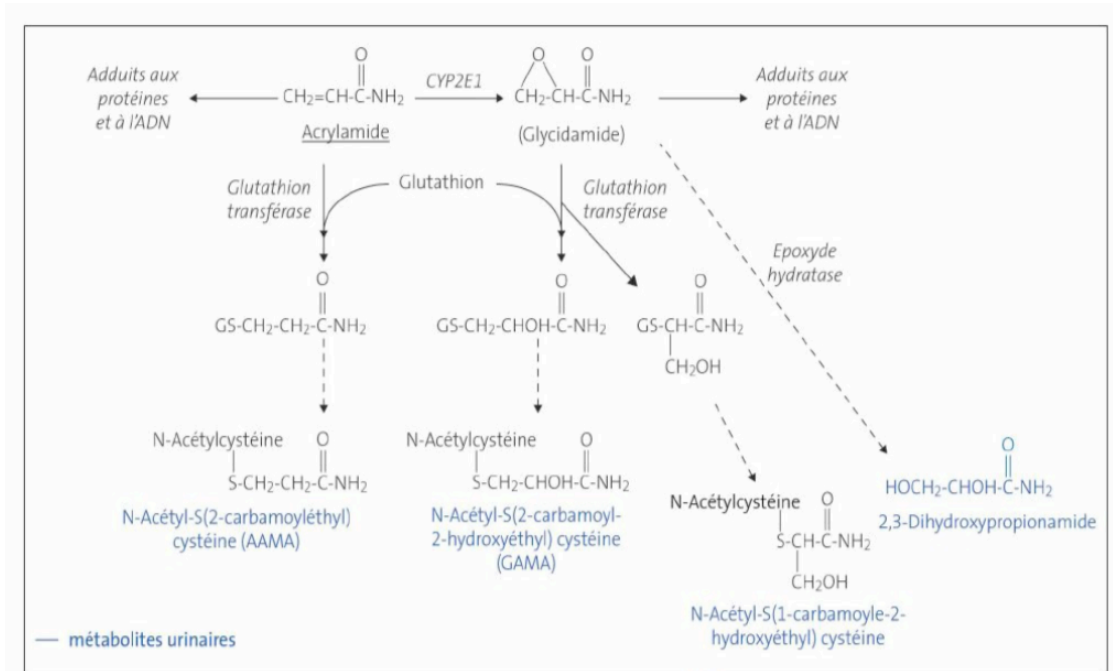 Adduits aux
protéines
et à l'ADN
O
CH₂=CH-C-NH₂
Acrylamide
CYP2E1
O O
CH₂-CH-C-NH₂
(Glycidamide)
Adduits aux
protéines
et à l'ADN
Glutathion
transférase
Glutathion
Glutathion
transférase
Epoxyde
hydratase
O
GS-CH₂-CH₂-C-NH₂
O
GS-CH₂-CHOH-C-NH₂
O
GS-CH-C-NH₂
CH₂OH
N-Acétylcystéine O
S-CH₂-CH₂-C-NH₂
N-Acétyl-S(2-carbamoyléthyl)
cystéine (AAMA)
N-Acétylcystéine O
S-CH₂-CHOH-C-NH₂
N-Acétyl-S(2-carbamoyl-
2-hydroxyéthyl) cystéine
(GAMA)
N-Acétylcystéine O
S-CH-C-NH₂
CH₂OH
N-Acétyl-S(1-carbamoyle-2-
hydroxyéthyl) cystéine
O
HOCH₂-CHOH-C-NH₂
2,3-Dihydroxypropionamide
métabolites urinaires